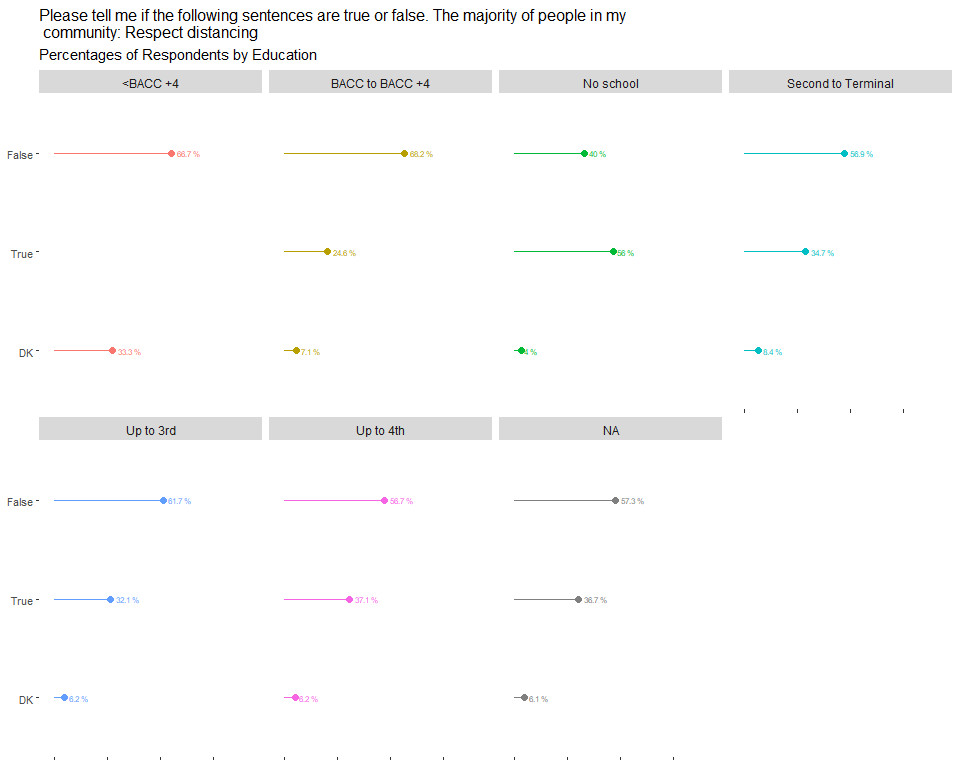 Please tell me if the following sentences are true or false. The majority of people in my
community: Respect distancing
Percentages of Respondents by Education
<BACC +4
BACC to BACC +4
No school
Second to Terminal
False
66.7 %
68.2 %
40 %
56.9 %
True
24.6 %
56 %
34.7 %
DK
33.3 %
7.1 %
4 %
8.4 %
Up to 3rd
Up to 4th
NA
False
61.7 %
56.7 %
57.3 %
True
32.1 %
37.1 %
36.7 %
DK
6.2 %
6.2 %
6.1 %